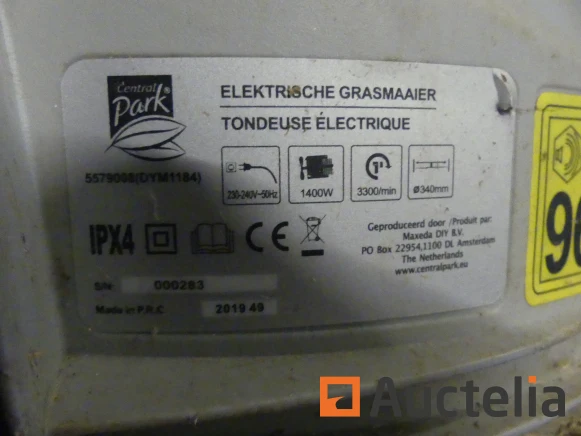 Central
Park®
ELEKTRISCHE GRASMAAIER
TONDEUSE ÉLECTRIQUE
5579098(DYM1184)
230-240V~50Hz
1400W
3300/min
Ø340mm
IPX4
CE
Geproduceerd door /Produit par:
Maxeda DIY B.V.
PO Box 22954,1100 DL Amsterdam
The Netherlands
www.centralpark.eu
S/N 000283
Made in P.R.C 2019 49
96
Auctelia